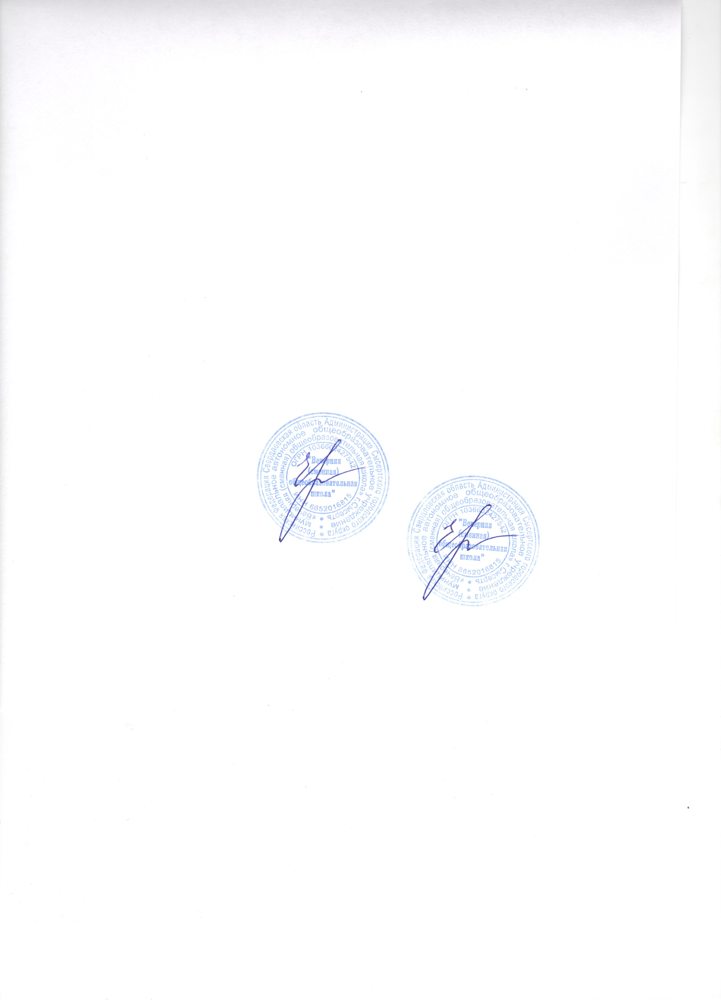 Российская Федерация Свердловская область Администрация Сысертского городского округа *
муниципальное автономное общеобразовательное учреждение *
«Вечерняя (сменная) общеобразовательная школа» г.Сысерть *
ОГРН 1036602427542
"Вечерняя
(сменная)
общеобразовательная
школа"
ИНН 6652016815
Российская Федерация Свердловская область Администрация Сысертского городского округа *
муниципальное автономное общеобразовательное учреждение *
«Вечерняя (сменная) общеобразовательная школа» г.Сысерть *
ОГРН 1036602427542
"Вечерняя
(сменная)
общеобразовательная
школа"
ИНН 6652016815